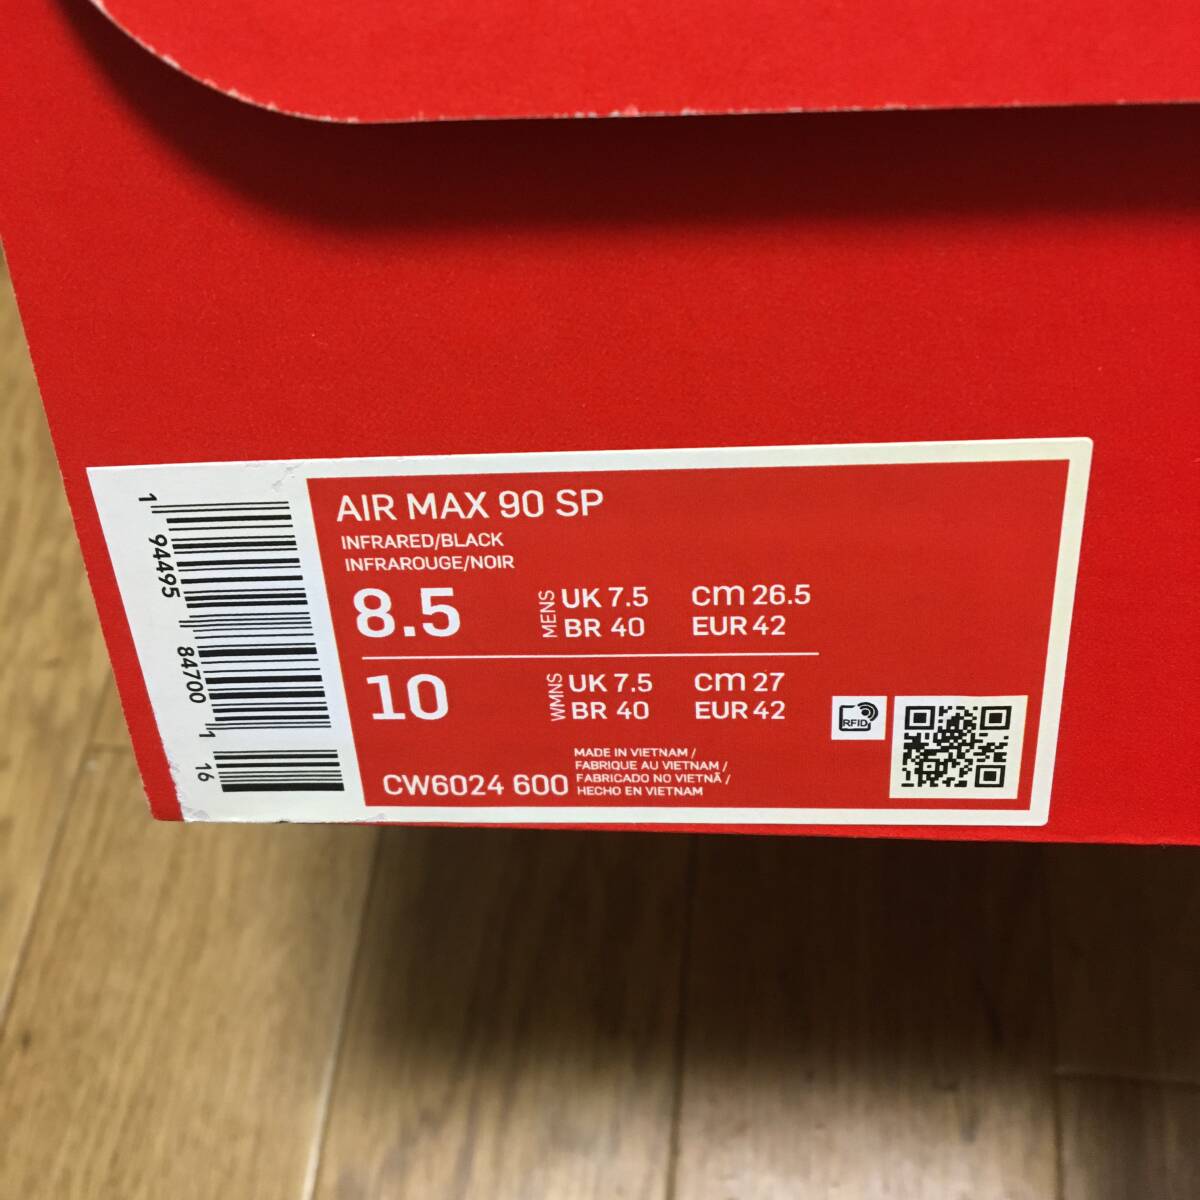 AIR MAX 90 SP
INFRARED/BLACK
INFRAROUGE/NOIR
8.5 MENS UK 7.5 cm 26.5
BR 40 EUR 42
10 WMNS UK 7.5 cm 27
BR 40 EUR 42
CW6024 600
MADE IN VIETNAM /
FABRIQUE AU VIETNAM /
FABRICADO NO VIETNÃ /
HECHO EN VIETNAM
RFID
1 94495 84700 4 16